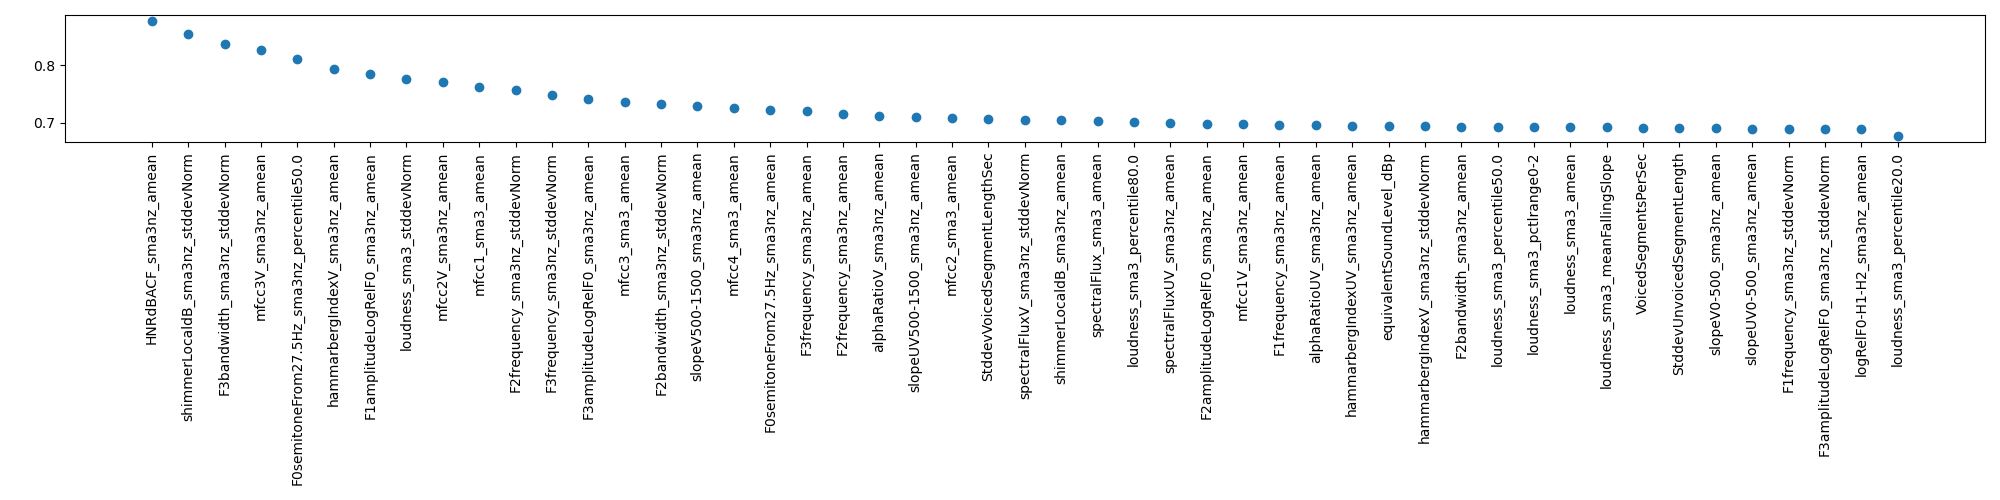 0.8
0.7
HNRdBACF_sma3nz_amean
shimmerLocaldB_sma3nz_stddevNorm
F3bandwidth_sma3nz_stddevNorm
mfcc3V_sma3nz_amean
F0semitoneFrom27.5Hz_sma3nz_percentile50.0
hammarbergIndexV_sma3nz_amean
F1amplitudeLogRelF0_sma3nz_amean
loudness_sma3_stddevNorm
mfcc2V_sma3nz_amean
mfcc1_sma3_amean
F2frequency_sma3nz_stddevNorm
F3frequency_sma3nz_stddevNorm
F3amplitudeLogRelF0_sma3nz_amean
mfcc3_sma3_amean
F2bandwidth_sma3nz_stddevNorm
slopeV500-1500_sma3nz_amean
mfcc4_sma3_amean
F0semitoneFrom27.5Hz_sma3nz_amean
F3frequency_sma3nz_amean
F2frequency_sma3nz_amean
alphaRatioV_sma3nz_amean
slopeUV500-1500_sma3nz_amean
mfcc2_sma3_amean
StddevVoicedSegmentLengthSec
spectralFluxV_sma3nz_stddevNorm
shimmerLocaldB_sma3nz_amean
spectralFlux_sma3_amean
loudness_sma3_percentile80.0
spectralFluxUV_sma3nz_amean
F2amplitudeLogRelF0_sma3nz_amean
mfcc1V_sma3nz_amean
F1frequency_sma3nz_amean
alphaRatioUV_sma3nz_amean
hammarbergIndexUV_sma3nz_amean
equivalentSoundLevel_dBp
hammarbergIndexV_sma3nz_stddevNorm
F2bandwidth_sma3nz_amean
loudness_sma3_percentile50.0
loudness_sma3_pctlrange0-2
loudness_sma3_amean
loudness_sma3_meanFallingSlope
VoicedSegmentsPerSec
StddevUnvoicedSegmentLength
slopeV0-500_sma3nz_amean
slopeUV0-500_sma3nz_amean
F1frequency_sma3nz_stddevNorm
F3amplitudeLogRelF0_sma3nz_stddevNorm
logRelF0-H1-H2_sma3nz_amean
loudness_sma3_percentile20.0